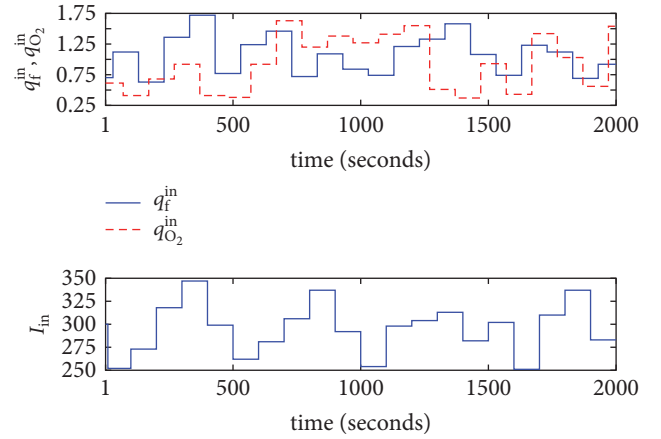 q_f^in, q_O2^in
1.75
1.25
0.75
0.25
1 500 1000 1500 2000
time (seconds)
q_f^in
q_O2^in
I_in
350
325
300
275
250
1 500 1000 1500 2000
time (seconds)